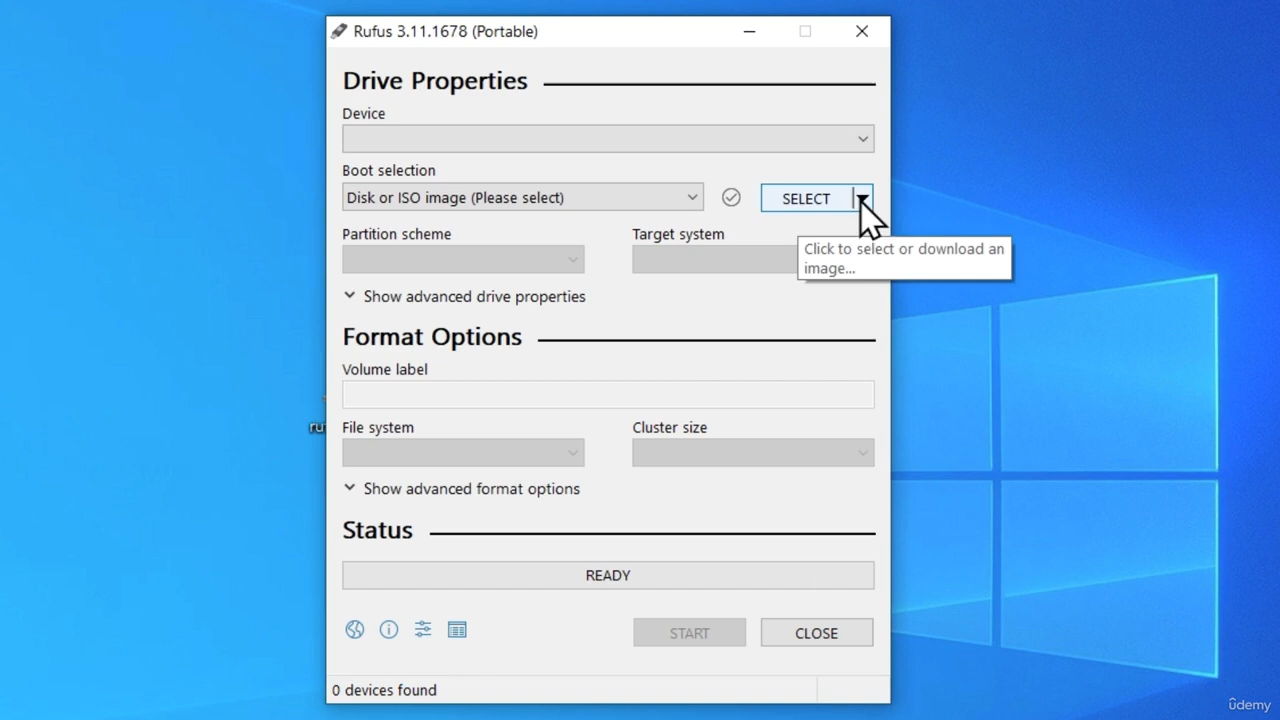 Rufus 3.11.1678 (Portable)
Drive Properties
Device
Boot selection
Disk or ISO image (Please select)
SELECT
Partition scheme
Target system
Click to select or download an
image...
Show advanced drive properties
Format Options
Volume label
ru
File system
Cluster size
Show advanced format options
Status
READY
START
CLOSE
0 devices found
ûdemy